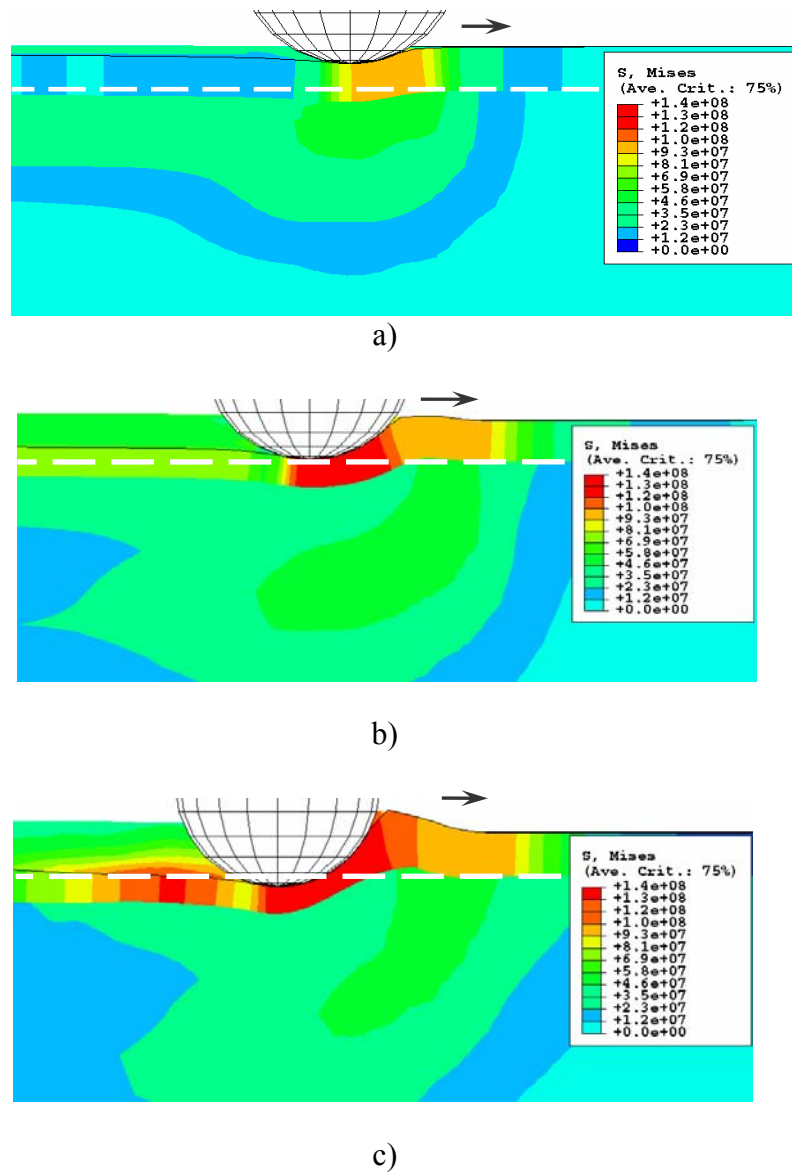 S, Mises
(Ave. Crit.: 75%)
+1.4e+08
+1.3e+08
+1.2e+08
+1.0e+08
+9.3e+07
+8.1e+07
+6.9e+07
+5.8e+07
+4.6e+07
+3.5e+07
+2.3e+07
+1.2e+07
+0.0e+00
a)
S, Mises
(Ave. Crit.: 75%)
+1.4e+08
+1.3e+08
+1.2e+08
+1.0e+08
+9.3e+07
+8.1e+07
+6.9e+07
+5.8e+07
+4.6e+07
+3.5e+07
+2.3e+07
+1.2e+07
+0.0e+00
b)
S, Mises
(Ave. Crit.: 75%)
+1.4e+08
+1.3e+08
+1.2e+08
+1.0e+08
+9.3e+07
+8.1e+07
+6.9e+07
+5.8e+07
+4.6e+07
+3.5e+07
+2.3e+07
+1.2e+07
+0.0e+00
c)